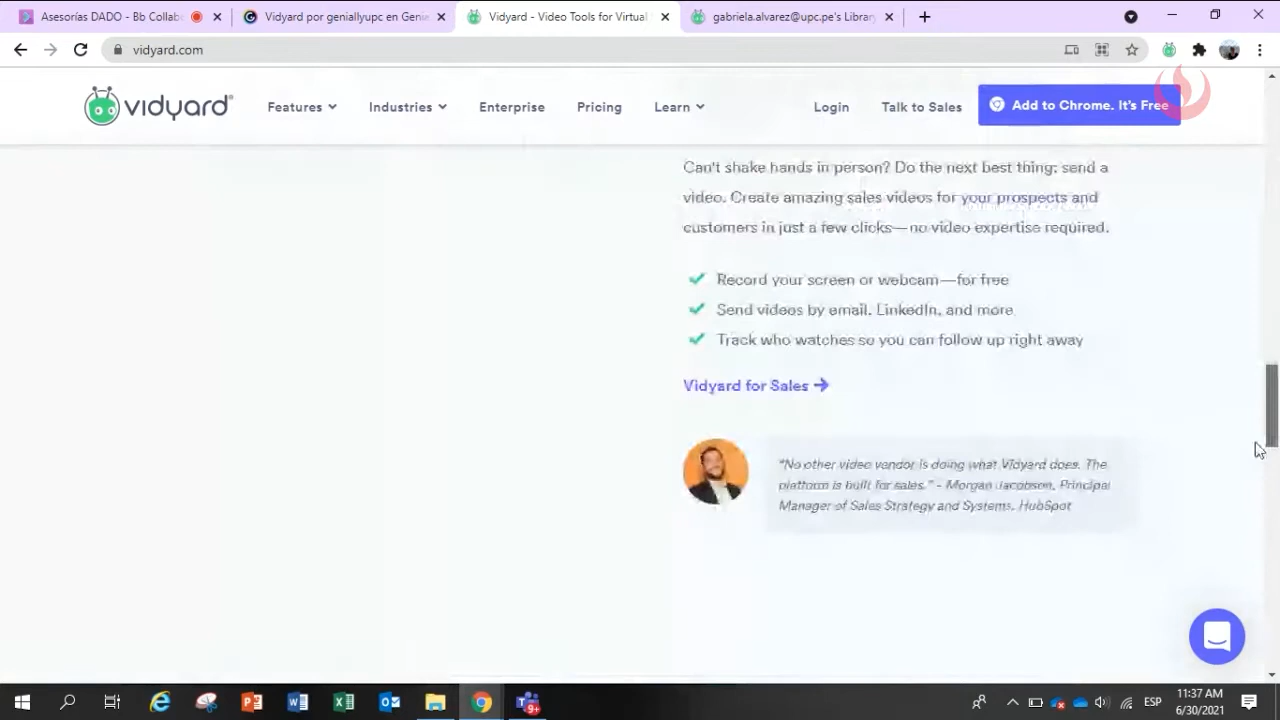 Asesorías DADO - Bb Collabe
Vidyard por geniallyupc en Genia
Vidyard - Video Tools for Virtual
gabriela.alvarez@upc.pe's Library
vidyard.com
vidyard
Features
Industries
Enterprise
Pricing
Learn
Login
Talk to Sales
Add to Chrome. It's Free
Can't shake hands in person? Do the next best thing: send a
video. Create amazing sales videos for your prospects and
customers in just a few clicks—no video expertise required.
Record your screen or webcam—for free
Send videos by email, LinkedIn, and more
Track who watches so you can follow up right away
Vidyard for Sales
"No other video vendor is doing what Vidyard does. The
platform is built for sales." - Morgan Jacobson, Principal
Manager of Sales Strategy and Systems, HubSpot
9+
ESP
11:37 AM
6/30/2021